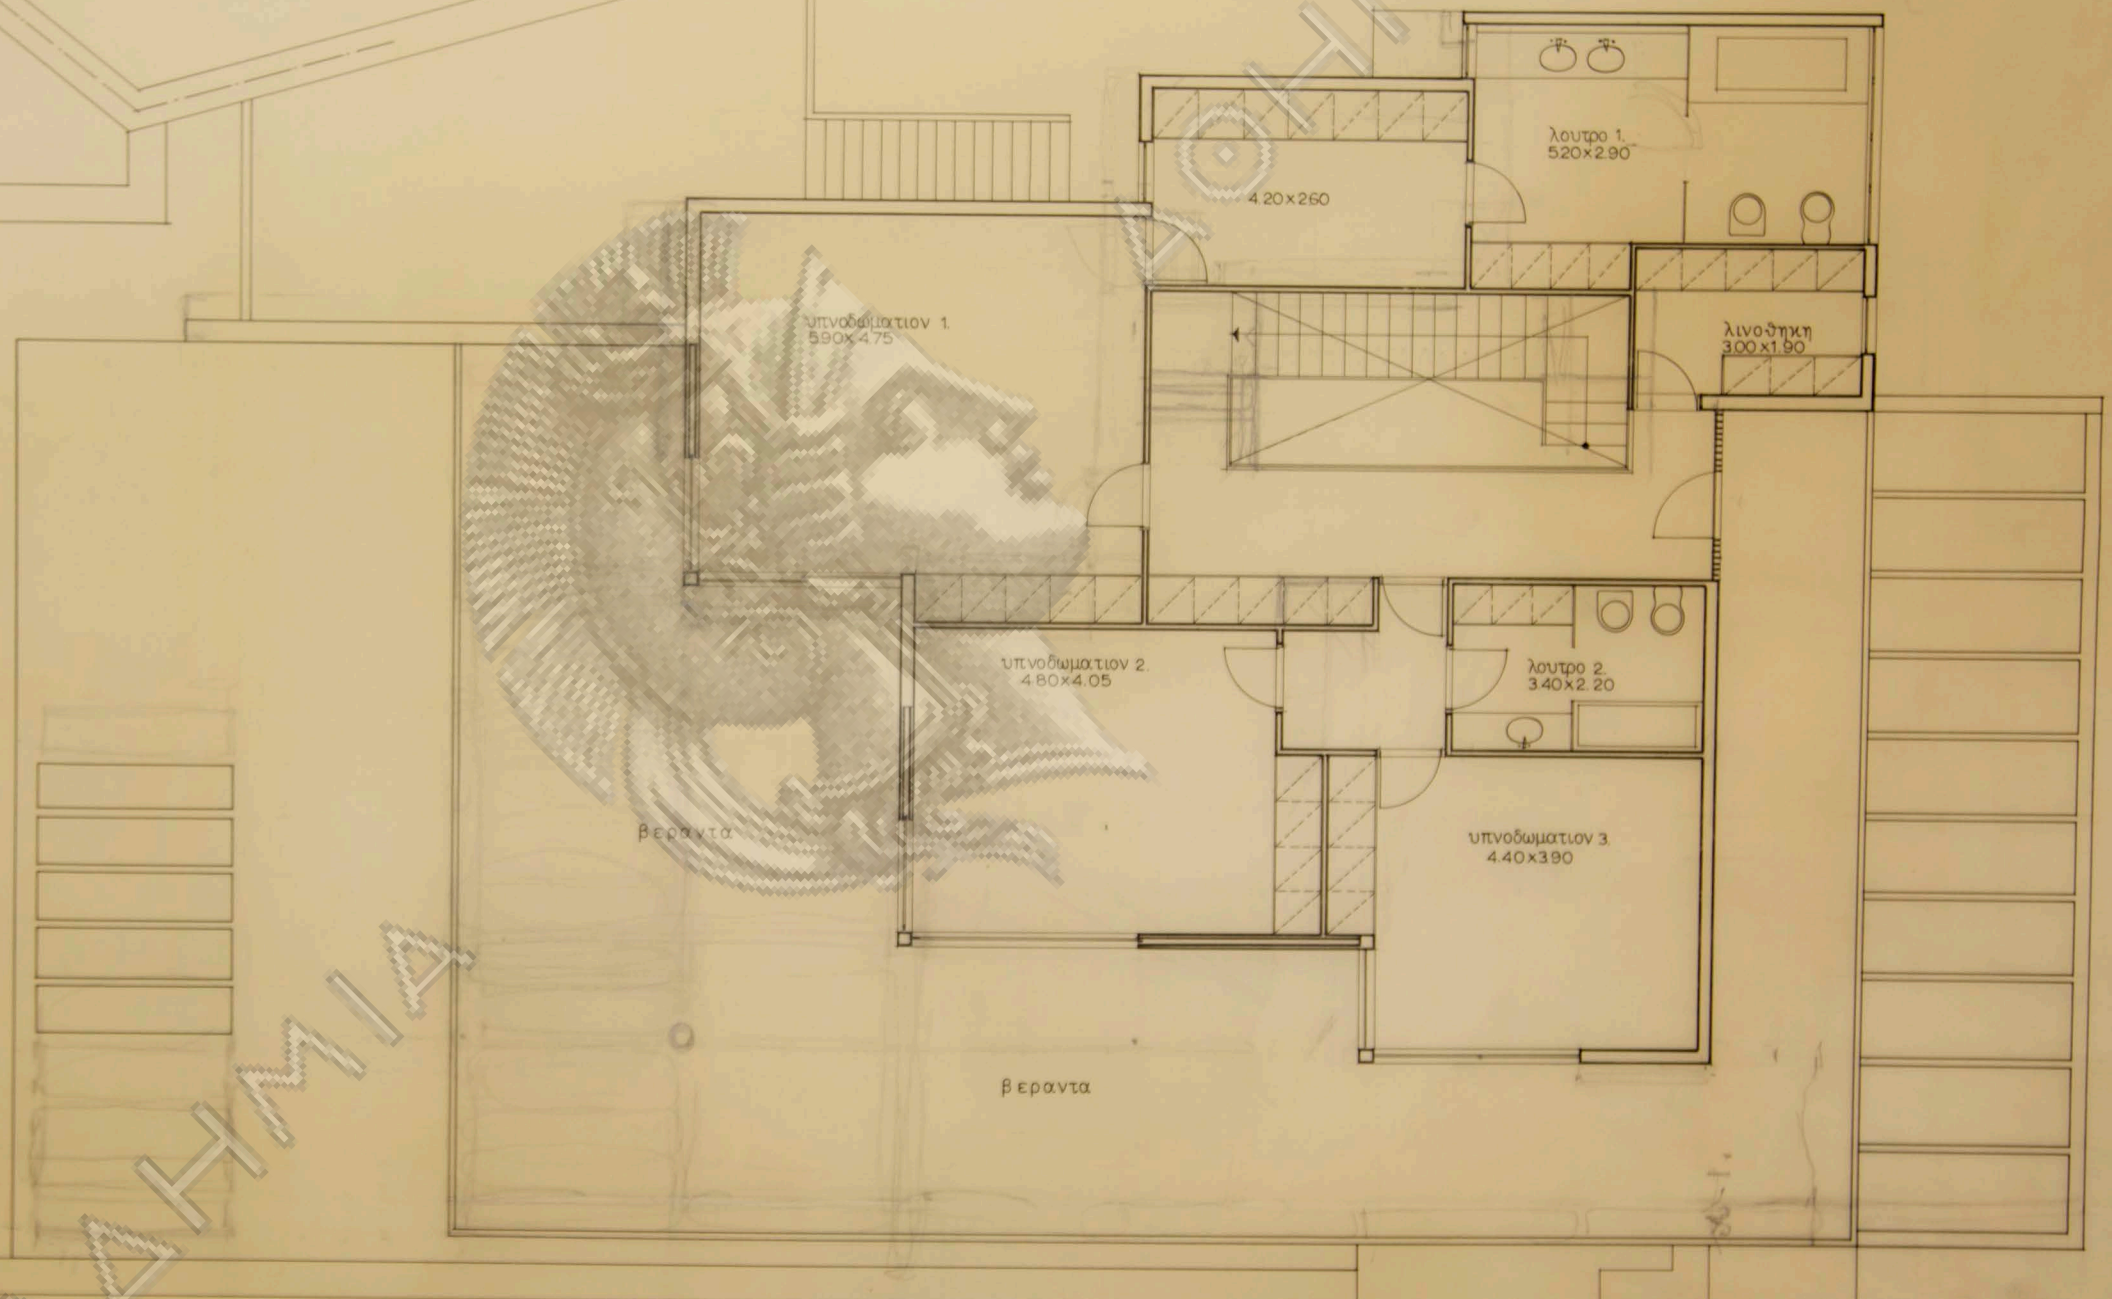 λουτρο 1.
5.20×2.90
4.20×2.60
υπνοδωματιον 1.
5.90×4.75
λινοθηκη
3.00×1.90
υπνοδωματιον 2.
4.80×4.05
λουτρο 2.
3.40×2.20
βεραντα
υπνοδωματιον 3.
4.40×3.90
βεραντα
ΔΗΜΙΑ